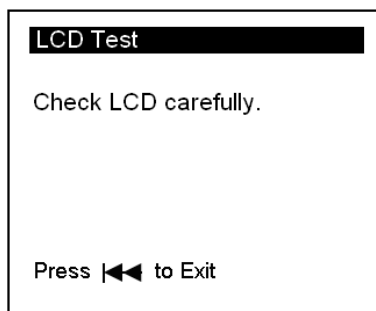 LCD Test
Check LCD carefully.
Press |◀◀ to Exit